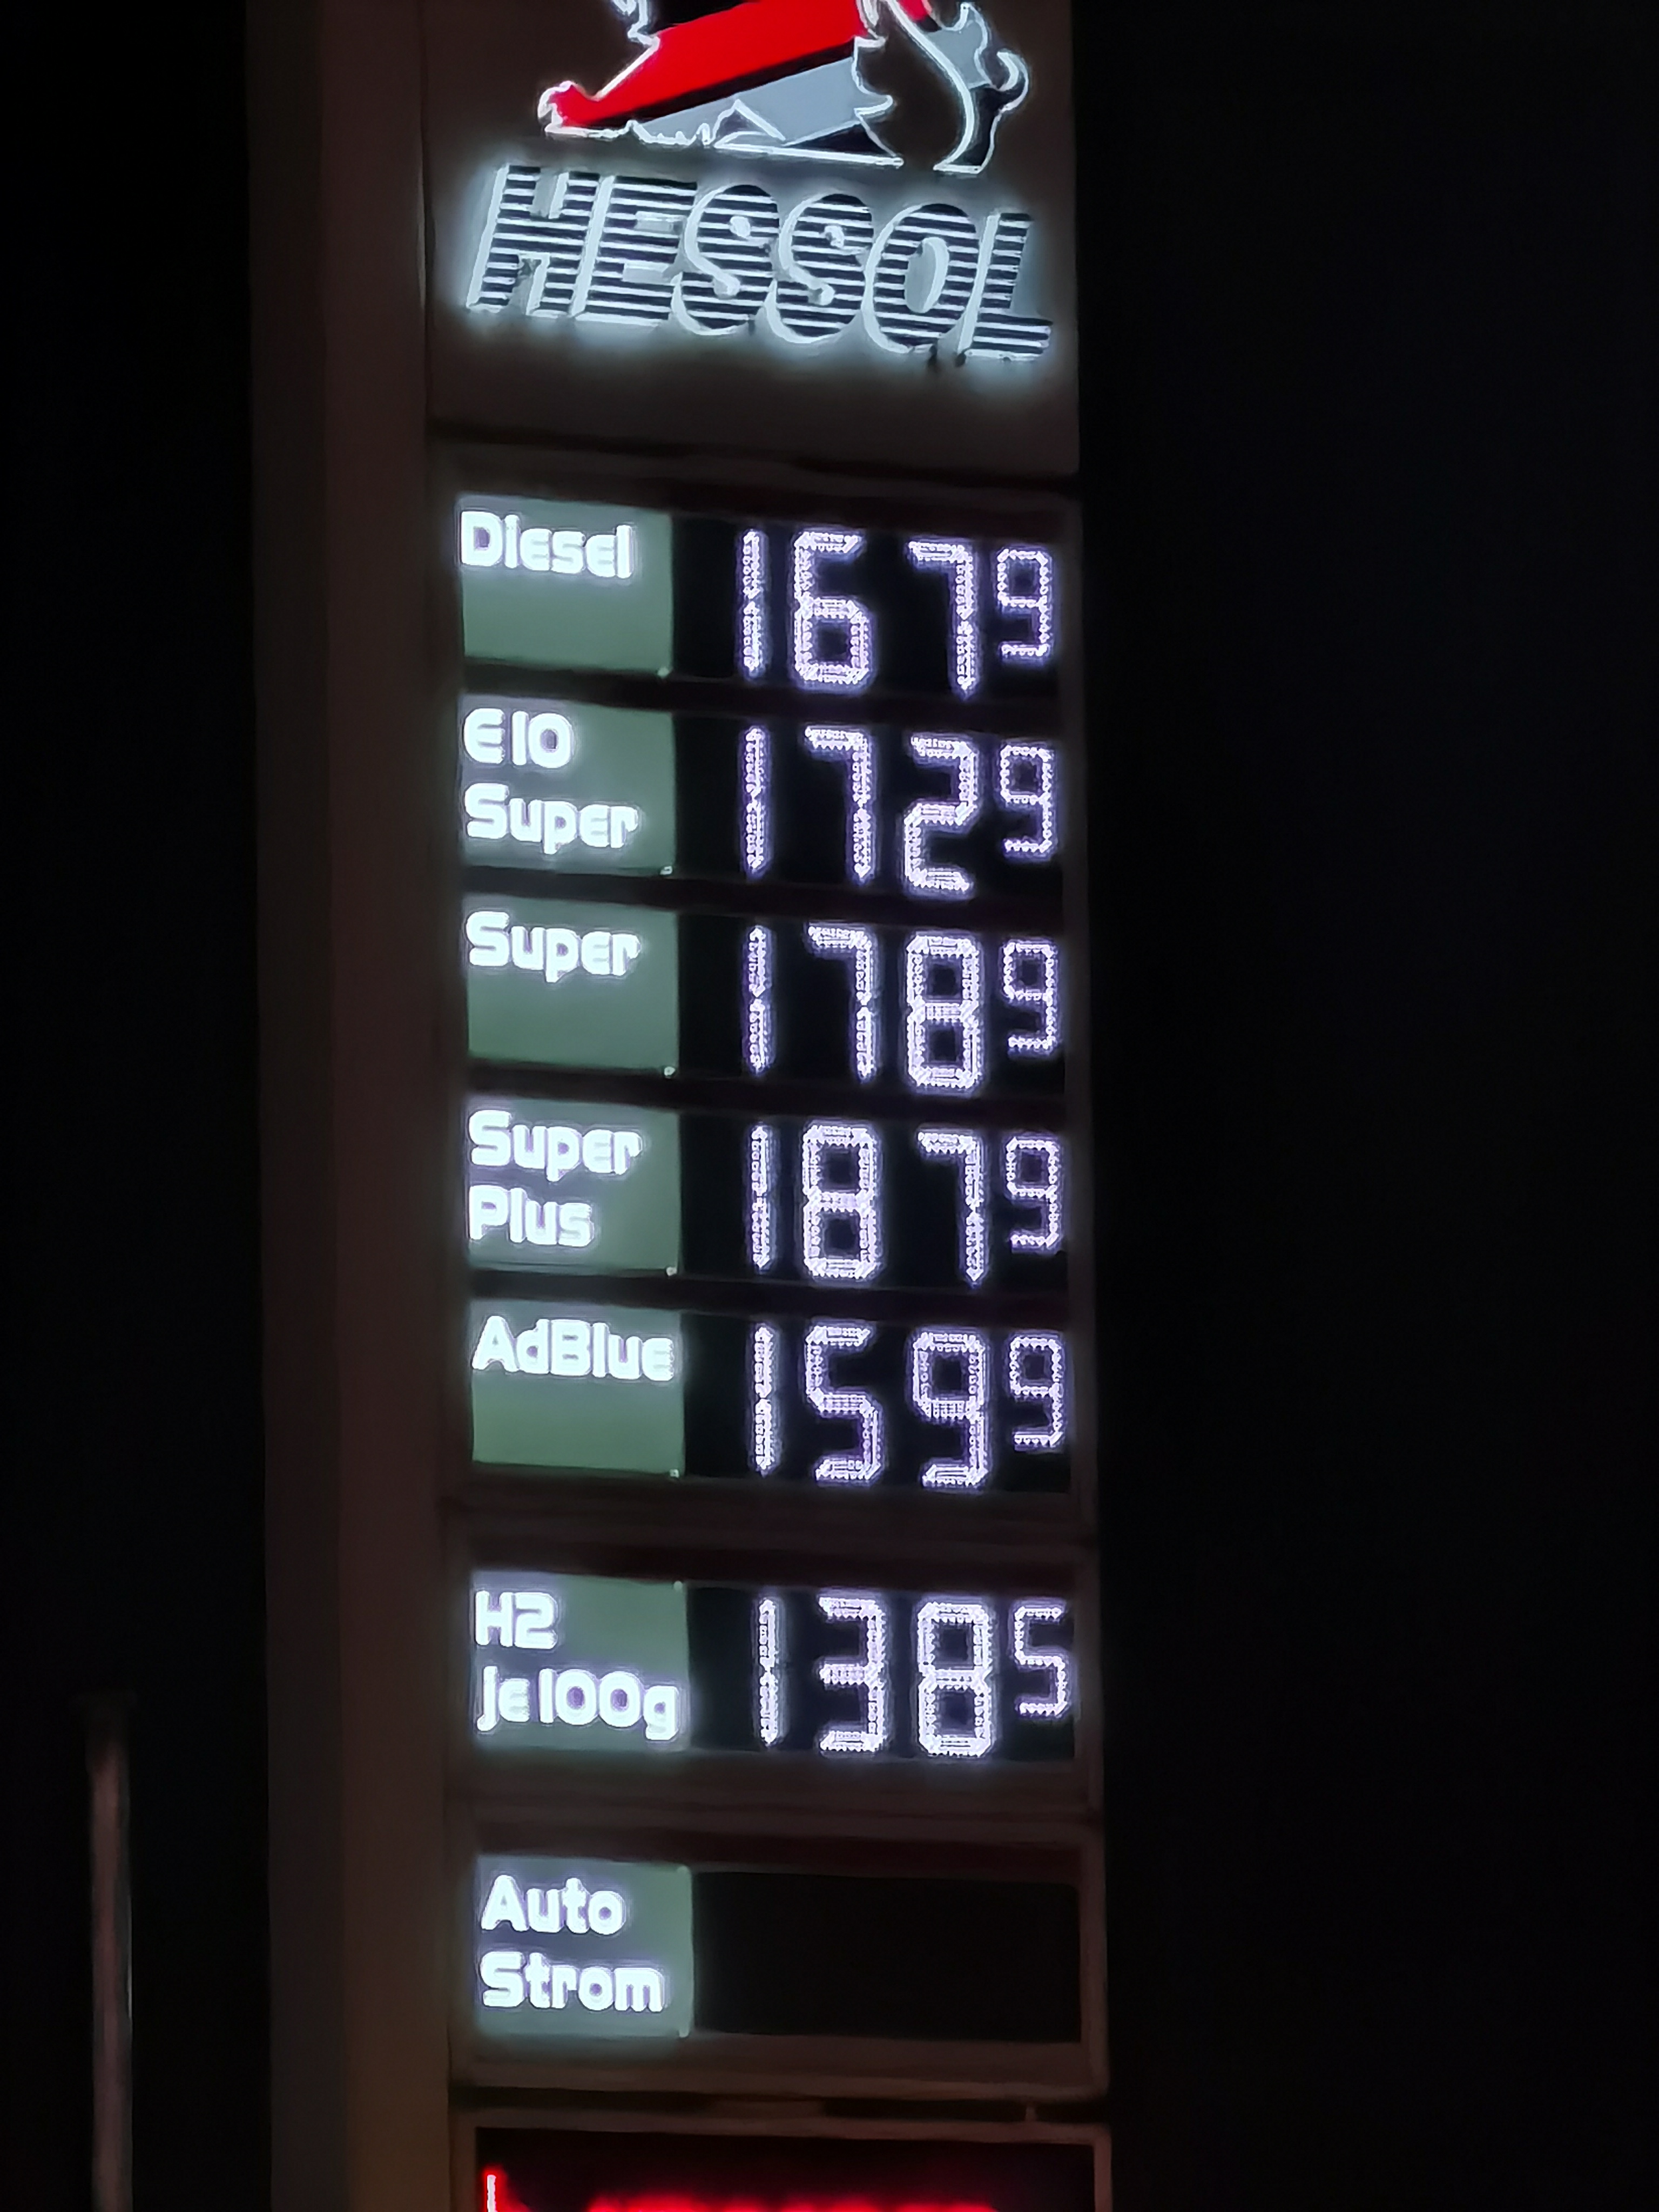 HESSOL
Diesel 1679
E10
Super 1729
Super 1789
Super
Plus 1879
AdBlue 1599
H2
je 100g 1385
Auto
Strom